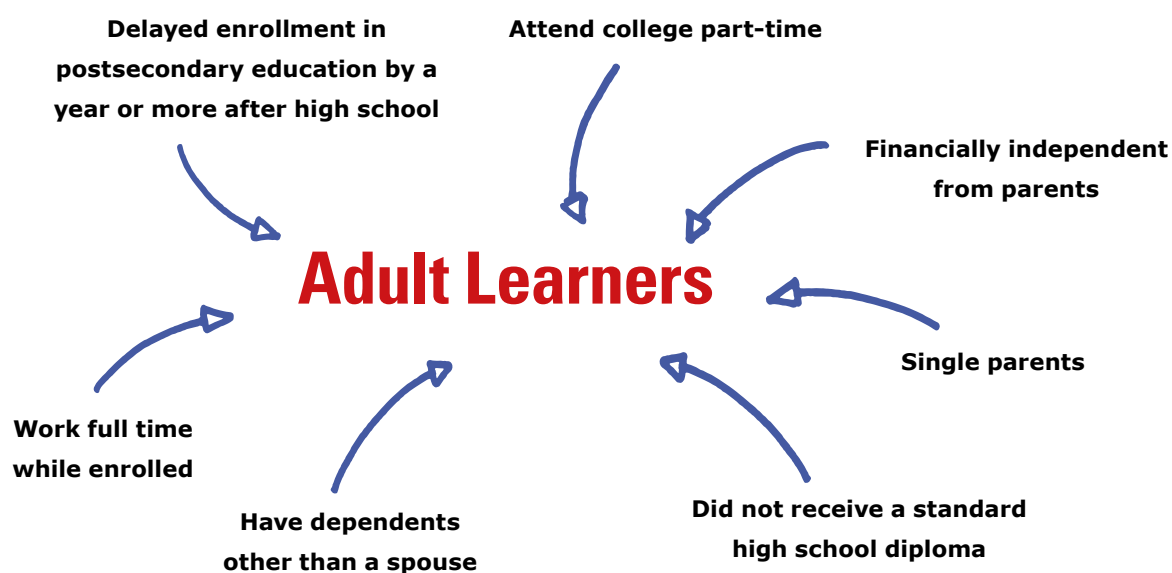 Delayed enrollment in
postsecondary education by a
year or more after high school
Attend college part-time
Financially independent
from parents
Adult Learners
Single parents
Work full time
while enrolled
Have dependents
other than a spouse
Did not receive a standard
high school diploma